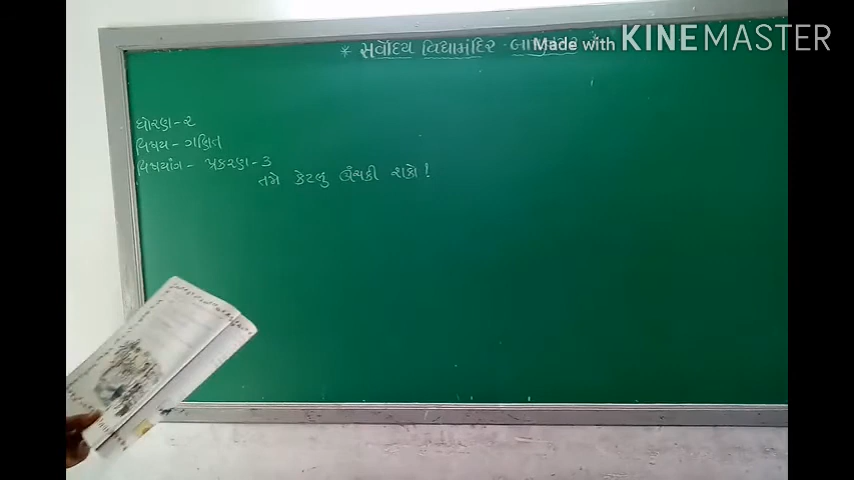 * સર્વોદય વિદ્યામંદિર -
Made with KINEMASTER
ધોરણ - ૨
વિષય - ગણિત
વિષયાંગ - પ્રકરણ - ૩
તમે કેટલુ ઊંચકી શકો !